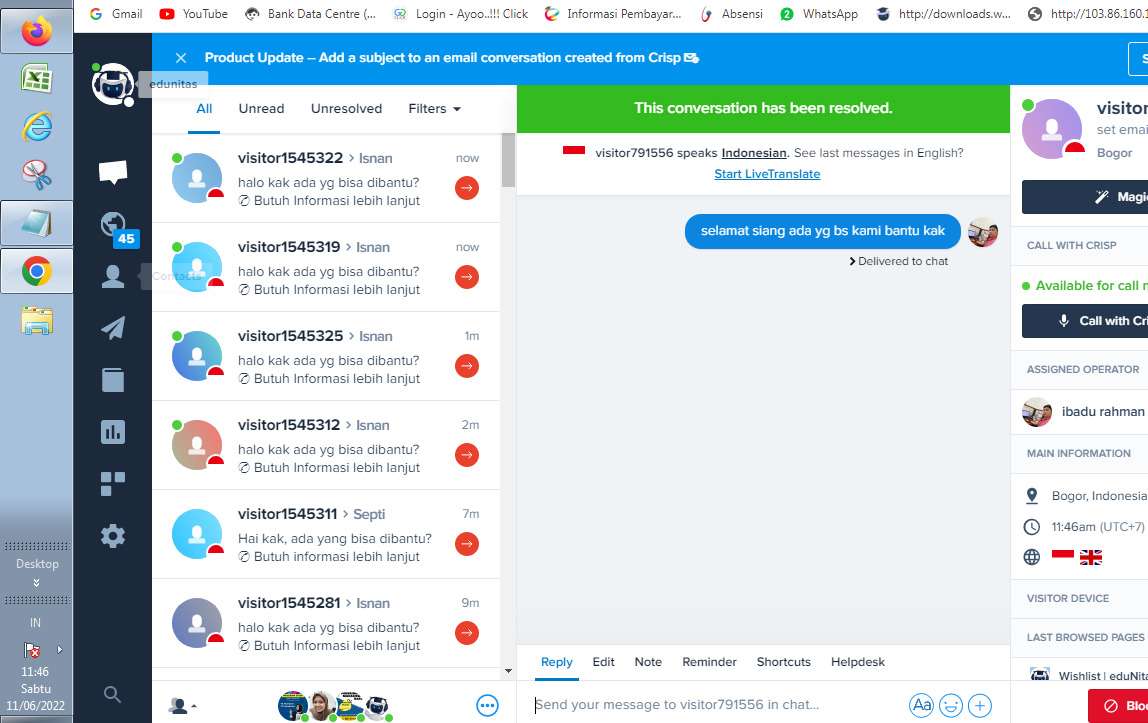 Gmail
YouTube
Bank Data Centre (...
Login - Ayoo..!!! Click
Informasi Pembayar...
Absensi
WhatsApp
http://downloads.w...
http://103.86.160.1
Product Update – Add a subject to an email conversation created from Crisp
S
edunitas
45
Contacts
All
Unread
Unresolved
Filters
visitor1545322 > Isnan
now
halo kak ada yg bisa dibantu?
✆ Butuh Informasi lebih lanjut
visitor1545319 > Isnan
now
halo kak ada yg bisa dibantu?
✆ Butuh Informasi lebih lanjut
visitor1545325 > Isnan
1m
halo kak ada yg bisa dibantu?
✆ Butuh Informasi lebih lanjut
visitor1545312 > Isnan
2m
halo kak ada yg bisa dibantu?
✆ Butuh Informasi lebih lanjut
visitor1545311 > Septi
7m
Hai kak, ada yang bisa dibantu?
✆ Butuh informasi lebih lanjut
visitor1545281 > Isnan
9m
halo kak ada yg bisa dibantu?
✆ Butuh Informasi lebih lanjut
This conversation has been resolved.
visitor791556 speaks Indonesian. See last messages in English?
Start LiveTranslate
selamat siang ada yg bs kami bantu kak
> Delivered to chat
Reply
Edit
Note
Reminder
Shortcuts
Helpdesk
Send your message to visitor791556 in chat...
Aa
visitor
set emai
Bogor
Magic
CALL WITH CRISP
Available for call n
Call with Cri
ASSIGNED OPERATOR
ibadu rahman
MAIN INFORMATION
Bogor, Indonesia
11:46am (UTC+7)
VISITOR DEVICE
LAST BROWSED PAGES
Wishlist | eduNita
Bloc
Desktop
IN
11:46
Sabtu
11/06/2022